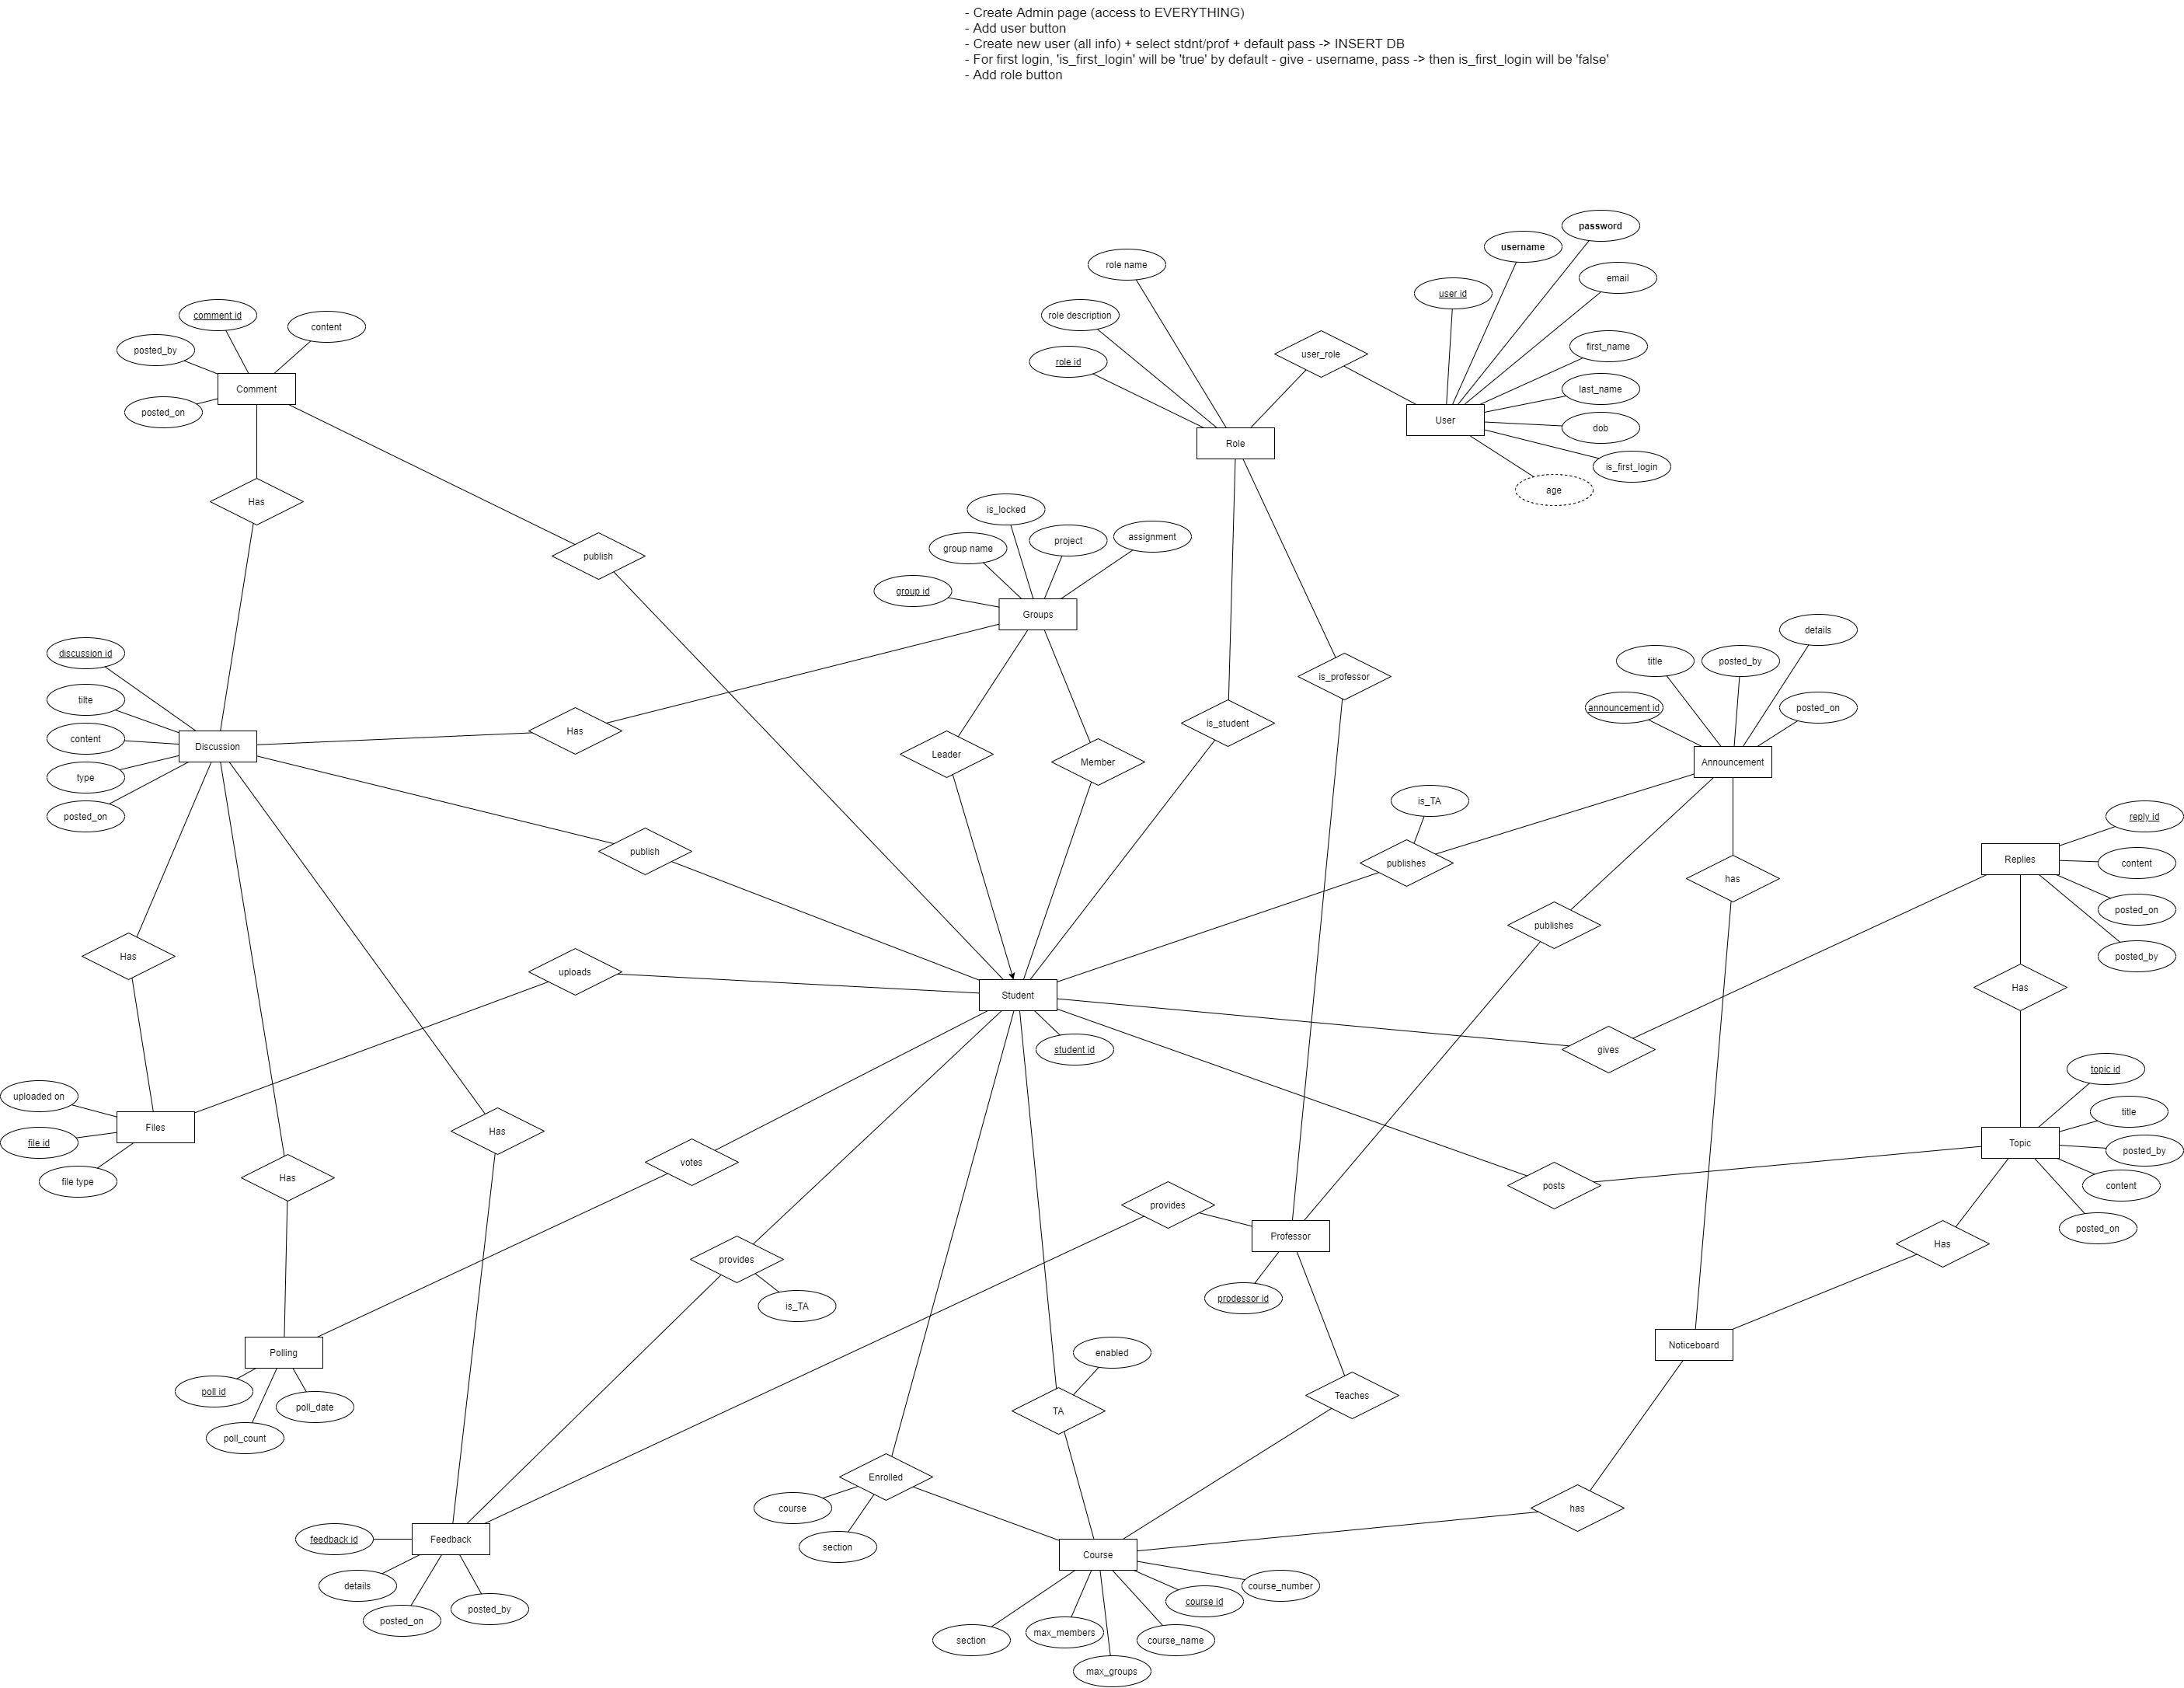 - Create Admin page (access to EVERYTHING)
- Add user button
- Create new user (all info) + select stdnt/prof + default pass -> INSERT DB
- For first login, 'is_first_login' will be 'true' by default - give - username, pass -> then is_first_login will be 'false'
- Add role button
password
username
role name
email
user id
comment id
role description
content
first_name
posted_by
user_role
role id
Comment
last_name
posted_on
User
dob
Role
is_first_login
age
Has
is_locked
assignment
project
group name
publish
group id
Groups
details
discussion id
title
posted_by
is_professor
tilte
announcement id
posted_on
is_student
Has
content
Discussion
Leader
Member
Announcement
type
is_TA
posted_on
reply id
publish
Replies
publishes
content
has
posted_on
publishes
Has
posted_by
uploads
Has
Student
gives
student id
topic id
uploaded on
title
Files
Has
file id
Topic
posted_by
votes
Has
file type
posts
content
provides
posted_on
Professor
Has
provides
prodessor id
is_TA
Noticeboard
Polling
enabled
poll id
Teaches
poll_date
TA
poll_count
Enrolled
course
has
feedback id
Feedback
section
Course
details
course_number
course id
posted_by
posted_on
max_members
section
course_name
max_groups